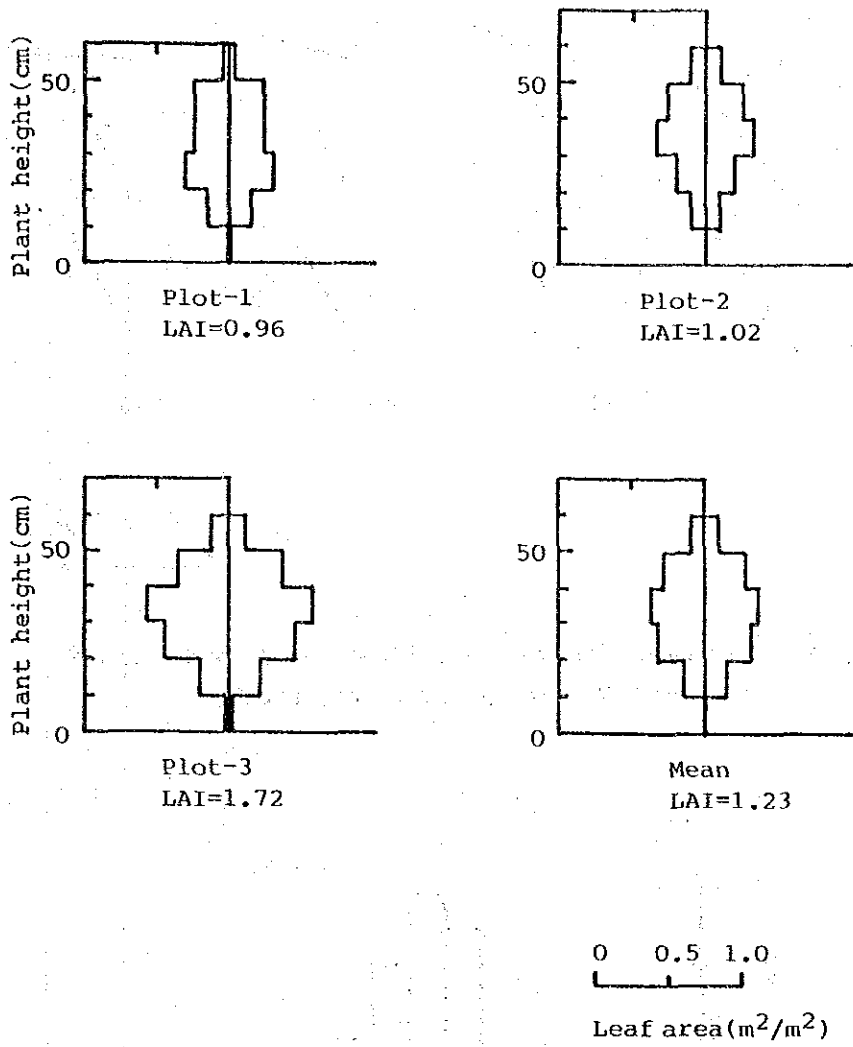 Plant height(cm)
50
0
Plot-1
LAI=0.96
50
0
Plot-2
LAI=1.02
Plant height(cm)
50
0
Plot-3
LAI=1.72
50
0
Mean
LAI=1.23
0 0.5 1.0
Leaf area(m²/m²)